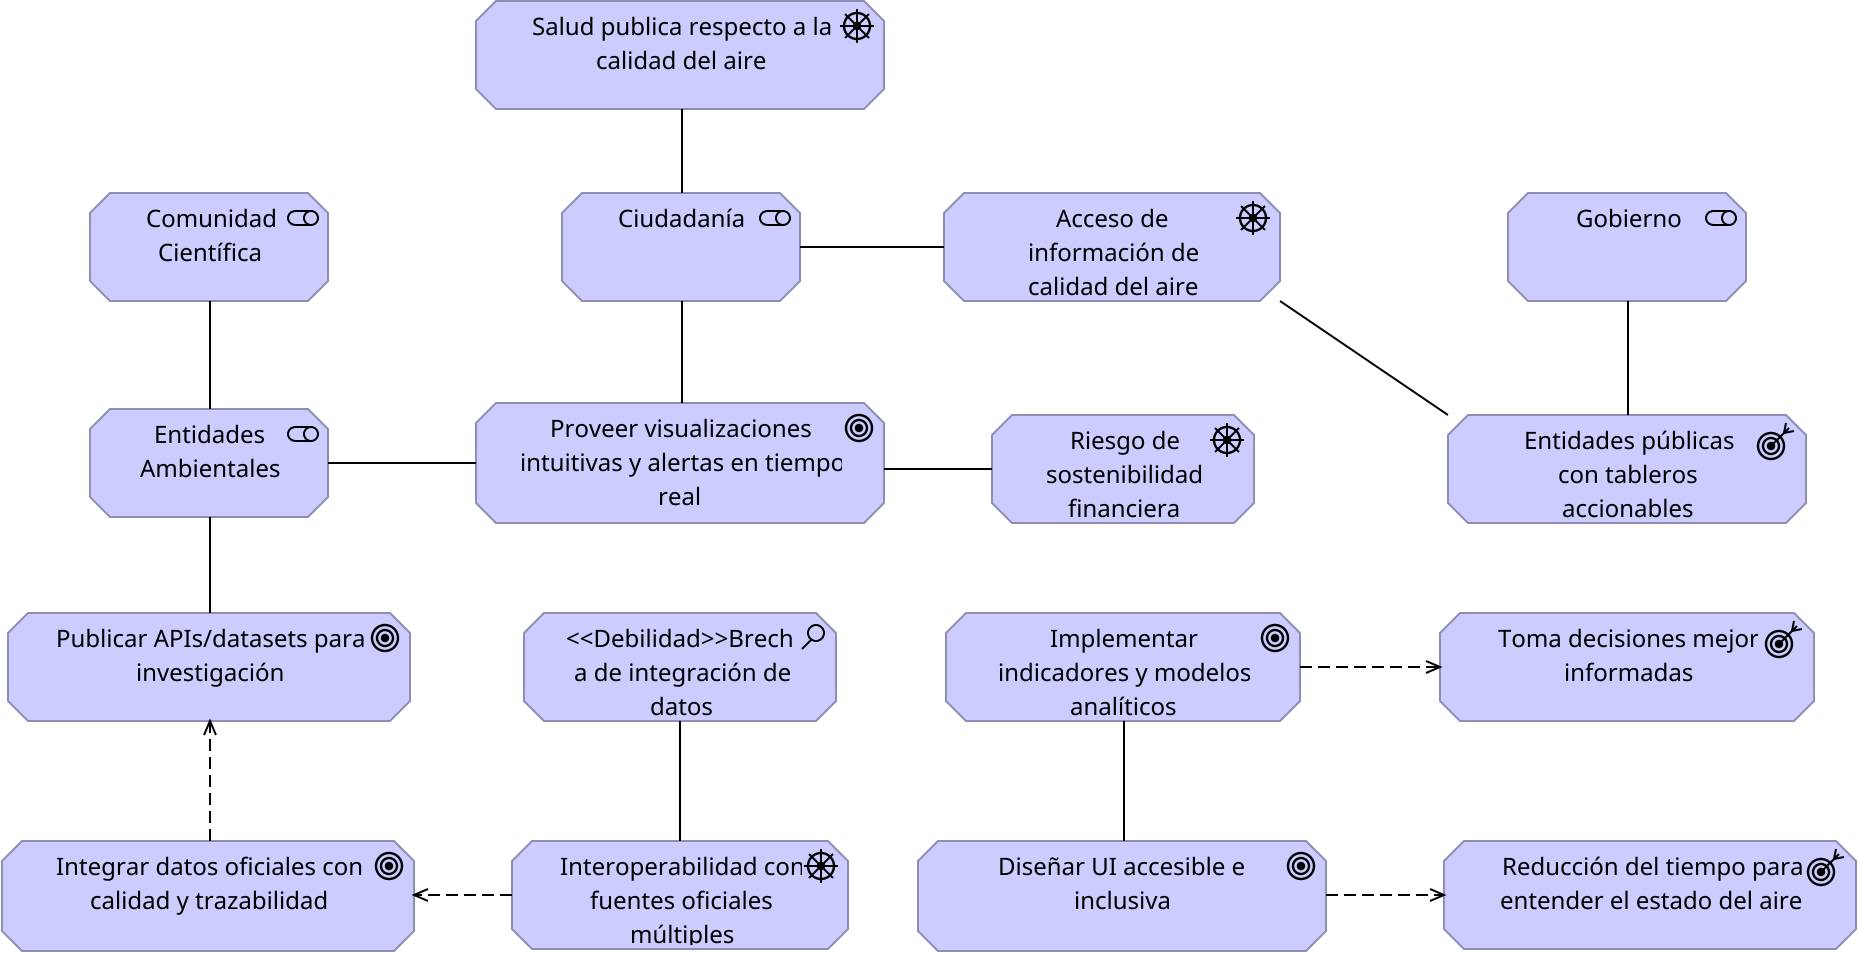 Salud publica respecto a la
calidad del aire
Comunidad
Científica
Ciudadanía
Acceso de
información de
calidad del aire
Gobierno
Entidades
Ambientales
Proveer visualizaciones
intuitivas y alertas en tiempo
real
Riesgo de
sostenibilidad
financiera
Entidades públicas
con tableros
accionables
Publicar APIs/datasets para
investigación
<<Debilidad>>Brech
a de integración de
datos
Implementar
indicadores y modelos
analíticos
Toma decisiones mejor
informadas
Integrar datos oficiales con
calidad y trazabilidad
Interoperabilidad con
fuentes oficiales
múltiples
Diseñar UI accesible e
inclusiva
Reducción del tiempo para
entender el estado del aire